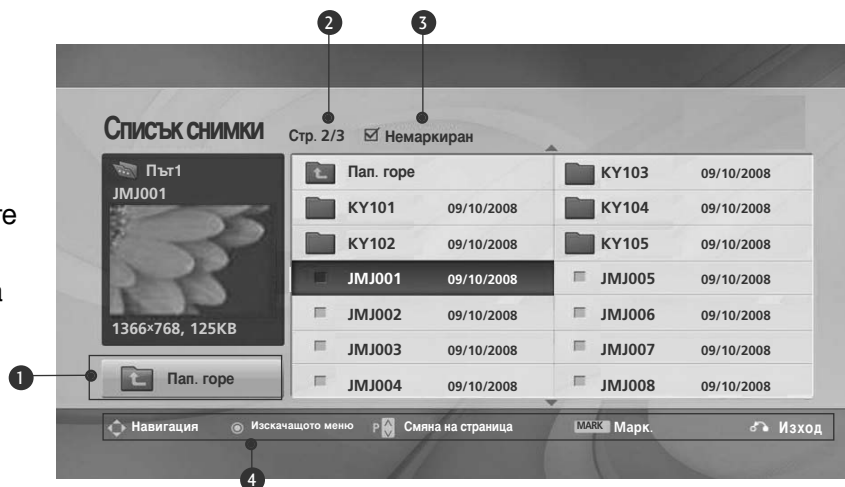 2 3
Списък снимки Стр. 2/3 Немаркиран
Път1
JMJ001
1366×768, 125KB
Пап. горе
Пап. горе
KY101 09/10/2008
KY102 09/10/2008
JMJ001 09/10/2008
JMJ002 09/10/2008
JMJ003 09/10/2008
JMJ004 09/10/2008
KY103 09/10/2008
KY104 09/10/2008
KY105 09/10/2008
JMJ005 09/10/2008
JMJ006 09/10/2008
JMJ007 09/10/2008
JMJ008 09/10/2008
1
Навигация Изскачащото меню P Смяна на страница MARK Марк. Изход
4